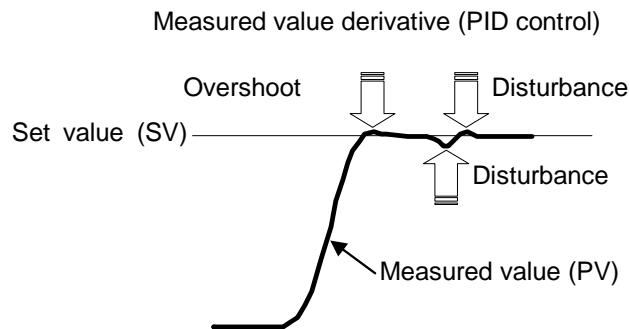 Measured value derivative (PID control)
Overshoot
Disturbance
Set value (SV)
Disturbance
Measured value (PV)